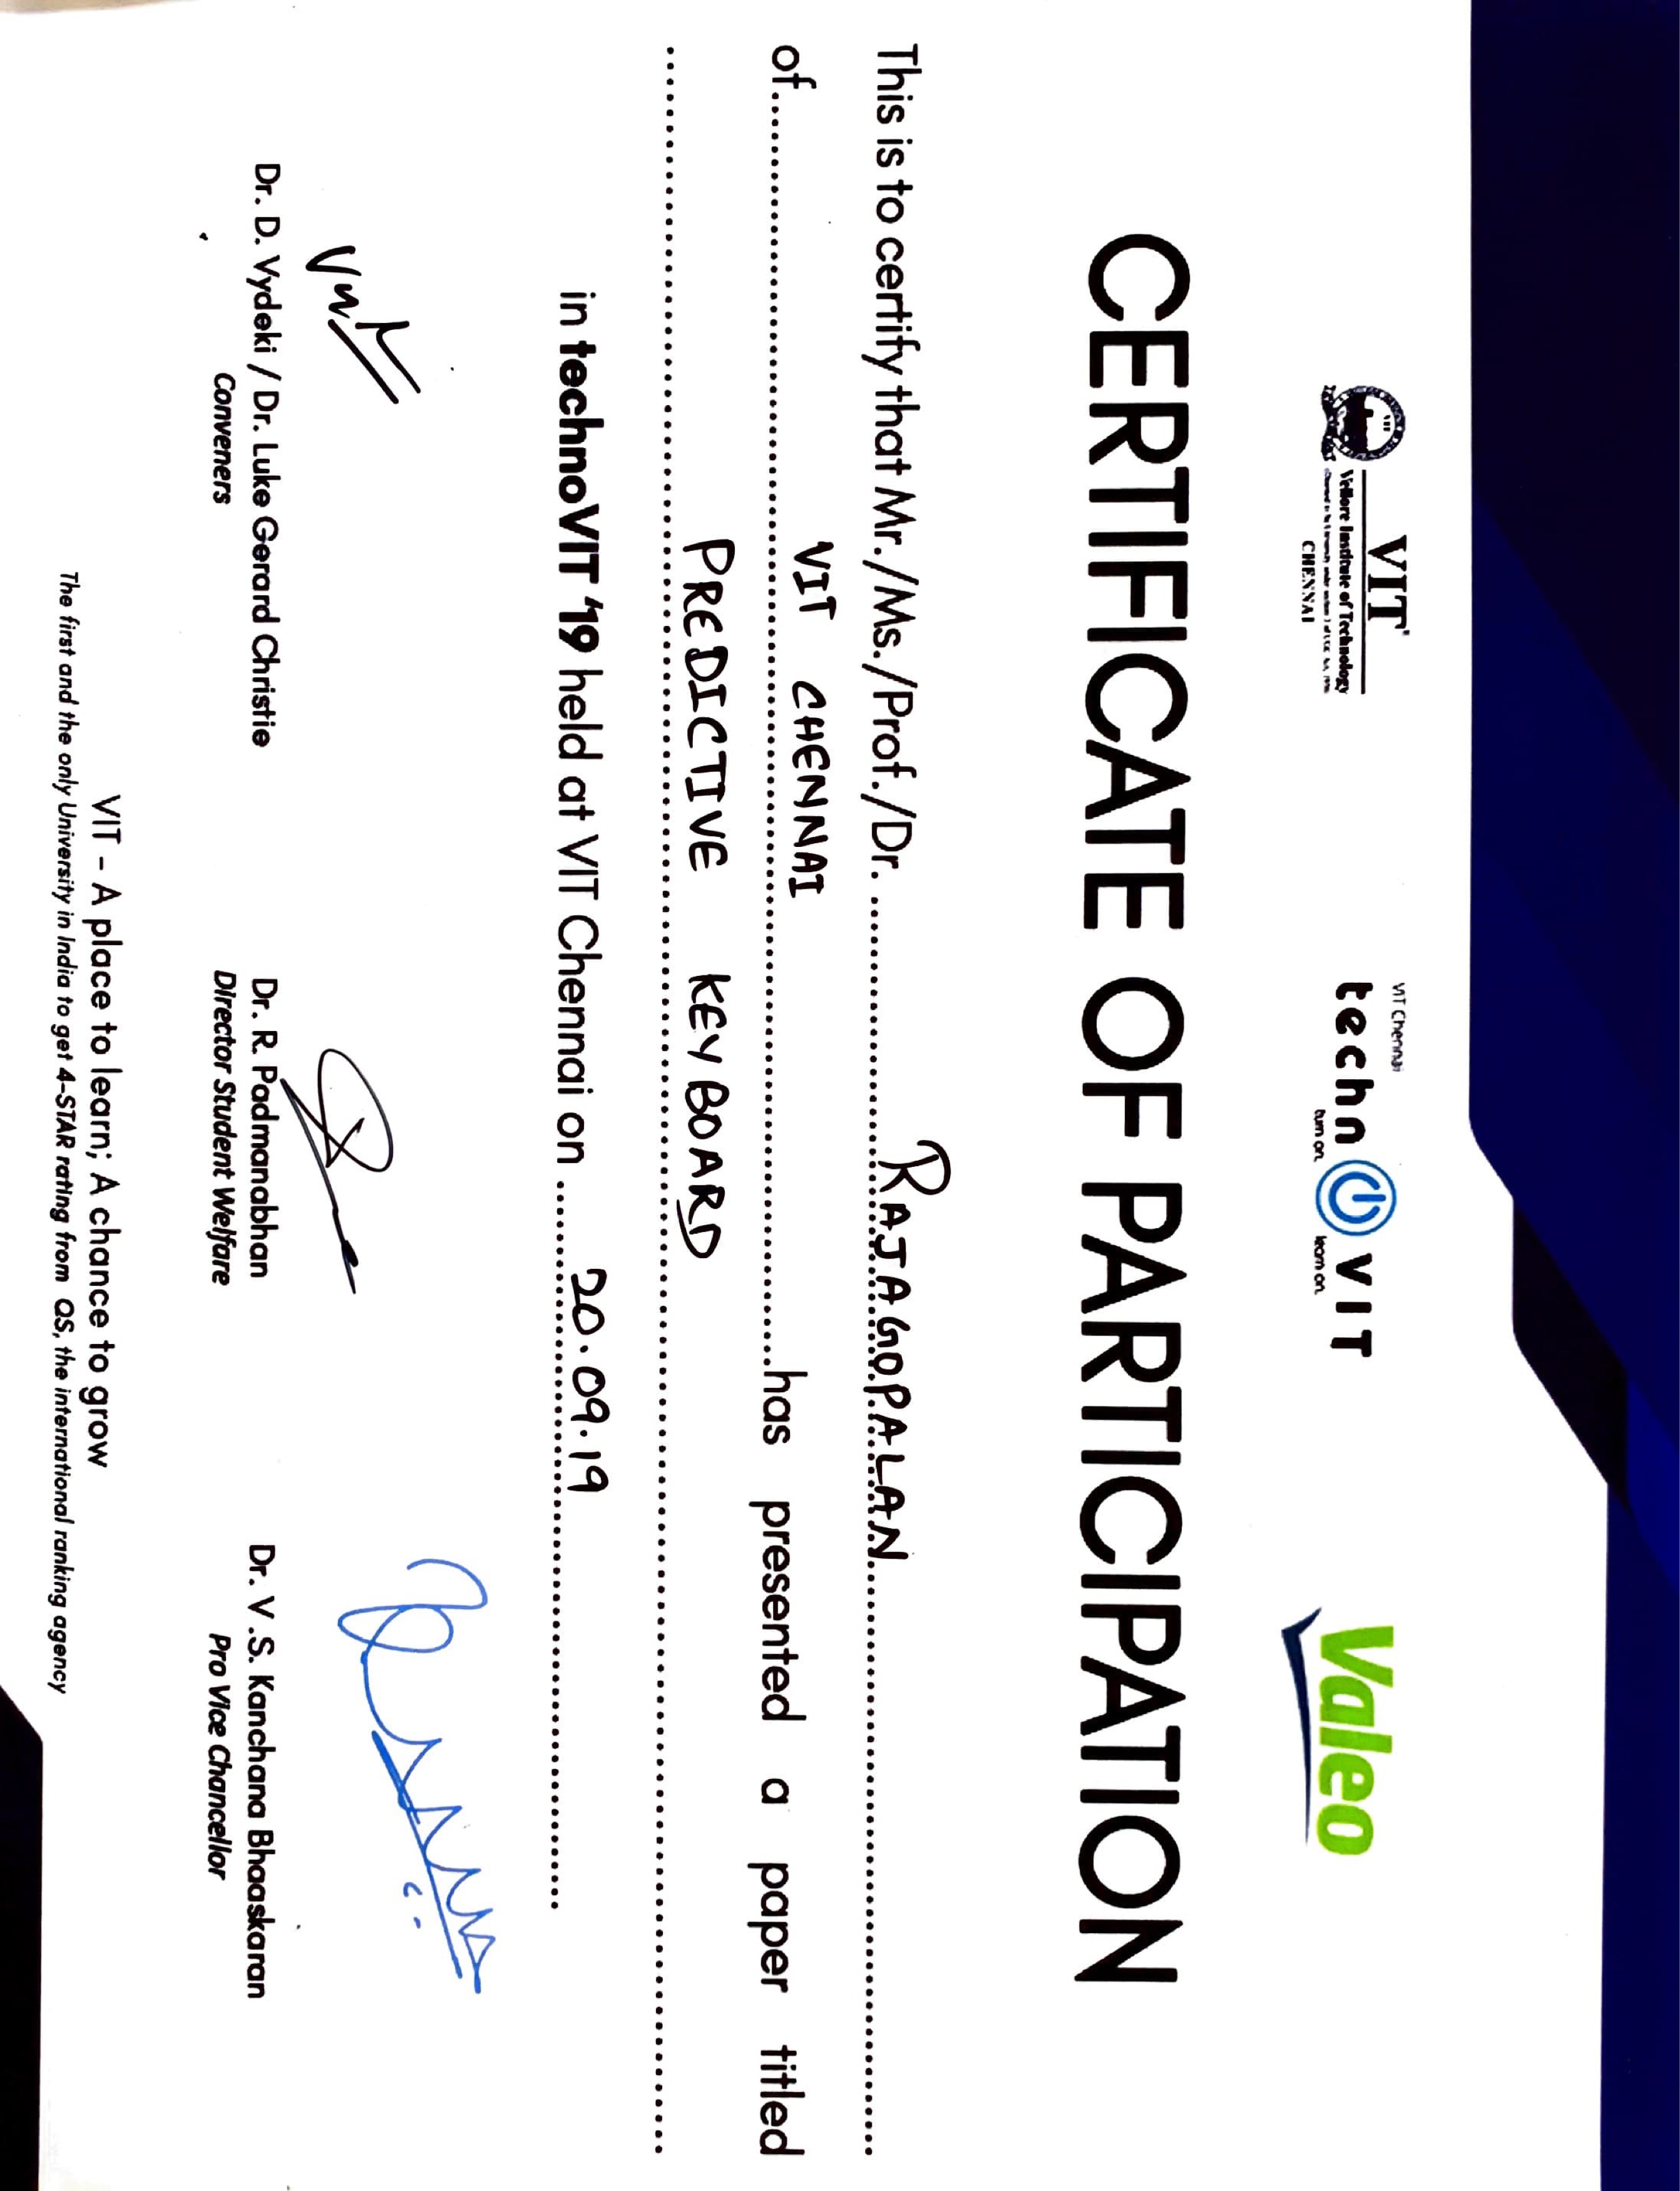 VIT
Vellore Institute of Technology
CHENNAI
VIT Chennai
techn VIT
turn on. learn on.
Valeo
CERTIFICATE OF PARTICIPATION
This is to certify that Mr./Ms./Prof./Dr. RAJAGOPALAN
of VIT CHENNAI has presented a paper titled
PREDICTIVE KEYBOARD
in technoVIT '19 held at VIT Chennai on 20.09.19
Dr. D. Vydeki / Dr. Luke Gerard Christie
Conveners
Dr. R. Padmanabhan
Director Student Welfare
Dr. V .S. Kanchana Bhaaskaran
Pro Vice Chancellor
VIT - A place to learn; A chance to grow
The first and the only University in India to get 4-STAR rating from QS, the international ranking agency